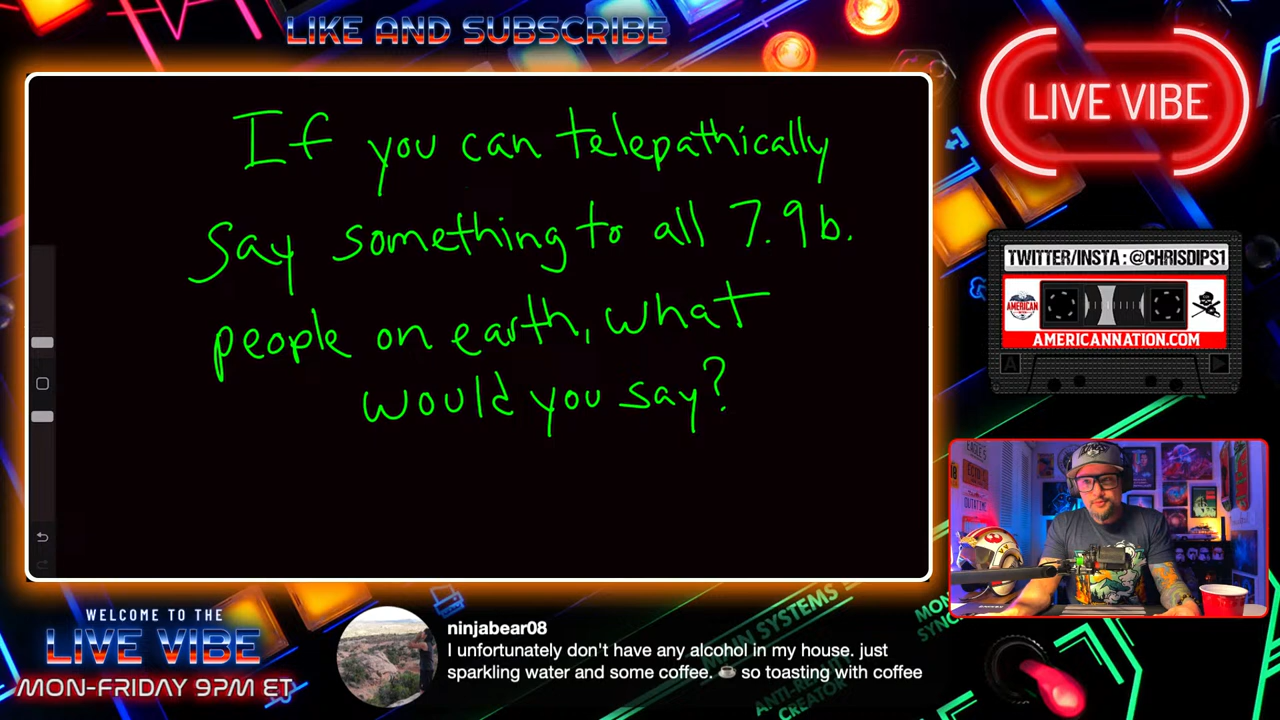 LIKE AND SUBSCRIBE
If you can telepathically
say something to all 7.9b.
people on earth, what
would you say?
LIVE VIBE
TWITTER/INSTA : @CHRISDIPS1
AMERICAN
AMERICANNATION.COM
A
WELCOME TO THE
LIVE VIBE
MON-FRIDAY 9PM ET
ninjabear08
I unfortunately don't have any alcohol in my house. just
sparkling water and some coffee. ☕ so toasting with coffee